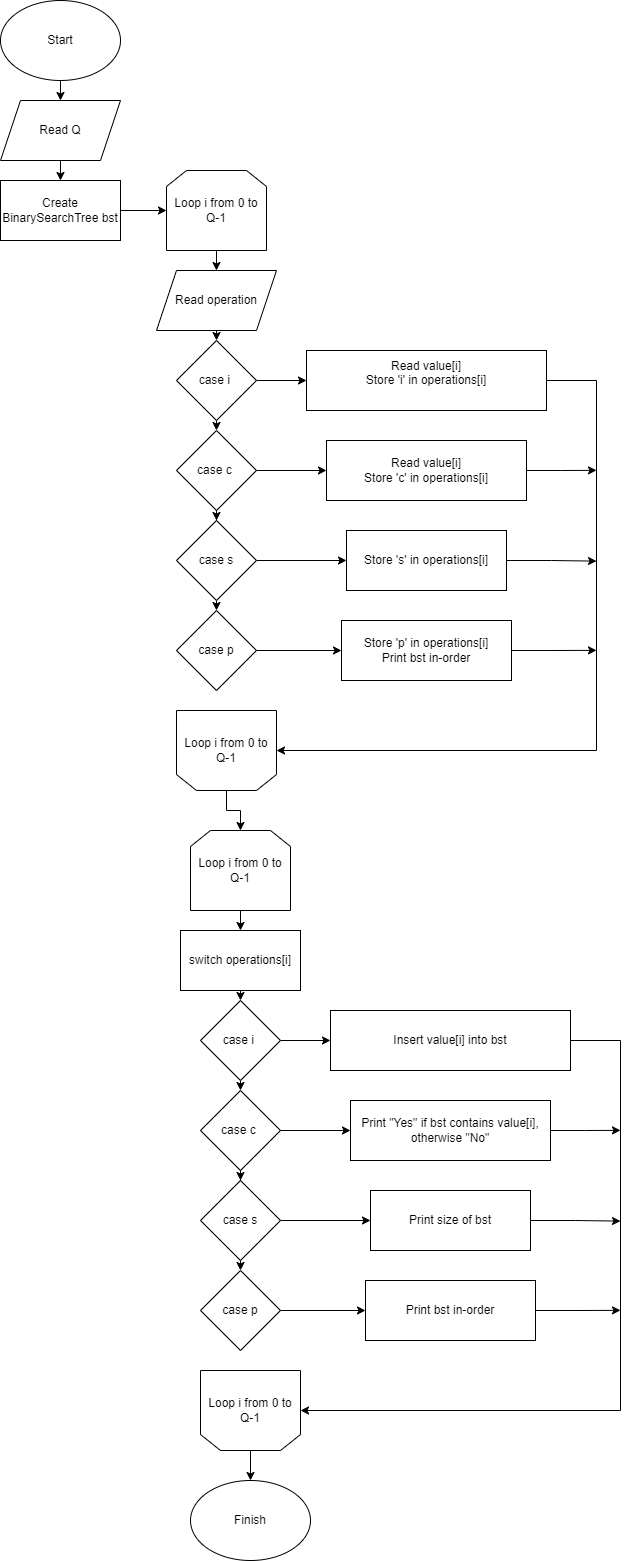 Start
Read Q
Create
BinarySearchTree bst
Loop i from 0 to
Q-1
Read operation
case i
Read value[i]
Store 'i' in operations[i]
case c
Read value[i]
Store 'c' in operations[i]
case s
Store 's' in operations[i]
case p
Store 'p' in operations[i]
Print bst in-order
Loop i from 0 to
Q-1
Loop i from 0 to
Q-1
switch operations[i]
case i
Insert value[i] into bst
case c
Print "Yes" if bst contains value[i],
otherwise "No"
case s
Print size of bst
case p
Print bst in-order
Loop i from 0 to
Q-1
Finish